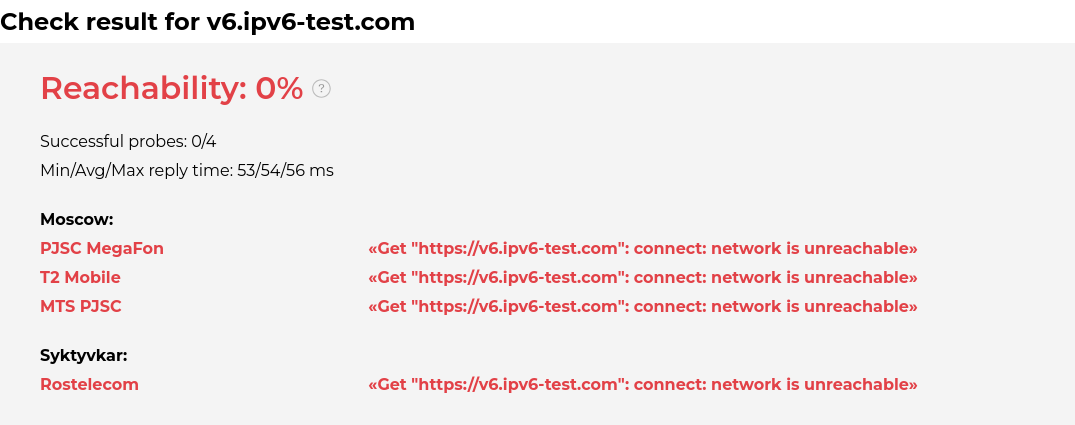 Check result for v6.ipv6-test.com
Reachability: 0% ?
Successful probes: 0/4
Min/Avg/Max reply time: 53/54/56 ms
Moscow:
PJSC MegaFon «Get "https://v6.ipv6-test.com": connect: network is unreachable»
T2 Mobile «Get "https://v6.ipv6-test.com": connect: network is unreachable»
MTS PJSC «Get "https://v6.ipv6-test.com": connect: network is unreachable»
Syktyvkar:
Rostelecom «Get "https://v6.ipv6-test.com": connect: network is unreachable»